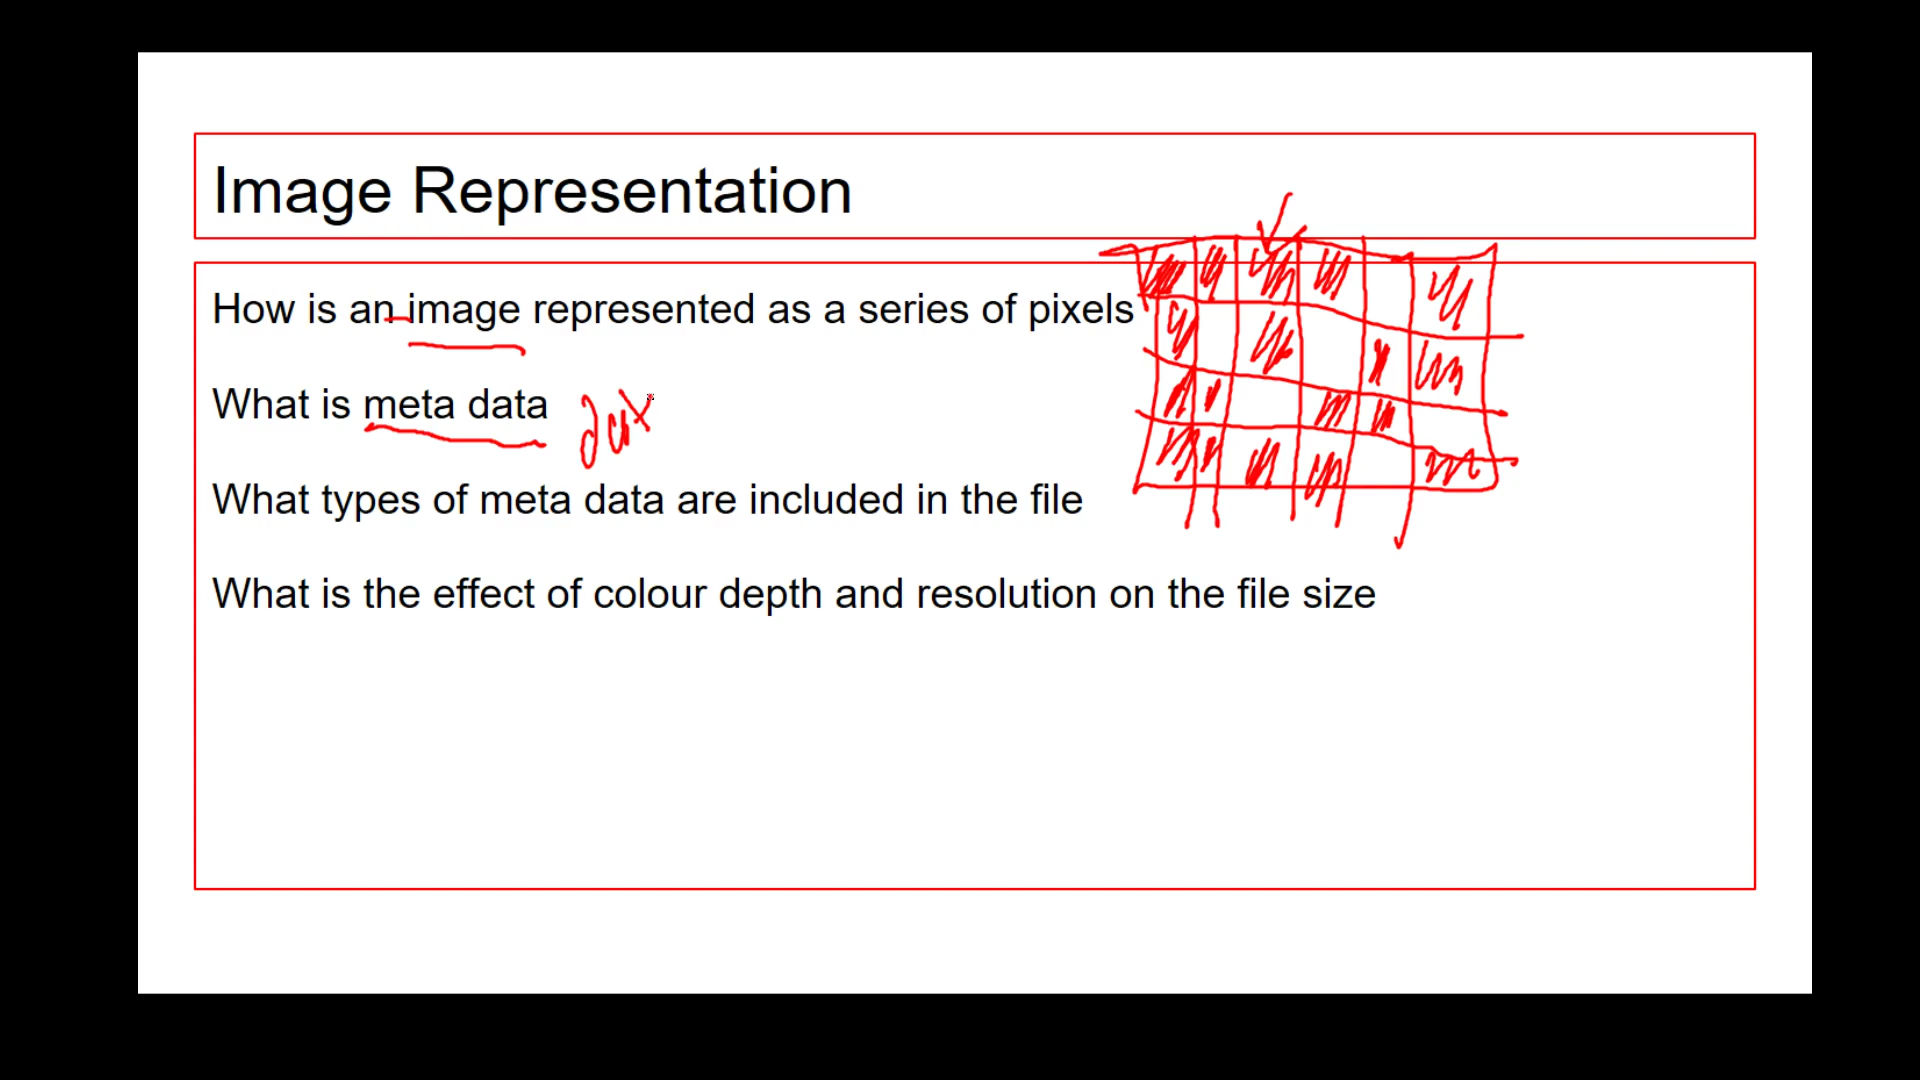 Image Representation
How is an image represented as a series of pixels
What is meta data
What types of meta data are included in the file
What is the effect of colour depth and resolution on the file size